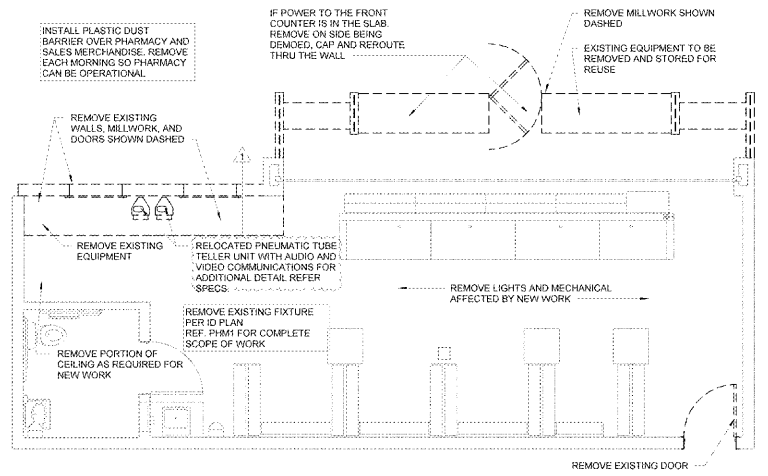 INSTALL PLASTIC DUST
BARRIER OVER PHARMACY AND
SALES MERCHANDISE. REMOVE
EACH MORNING SO PHARMACY
CAN BE OPERATIONAL
IF POWER TO THE FRONT
COUNTER IS IN THE SLAB.
REMOVE ON SIDE BEING
DEMOED, CAP AND REROUTE
THRU THE WALL
REMOVE MILLWORK SHOWN
DASHED
EXISTING EQUIPMENT TO BE
REMOVED AND STORED FOR
REUSE
REMOVE EXISTING
WALLS, MILLWORK, AND
DOORS SHOWN DASHED
1
REMOVE EXISTING
EQUIPMENT
RELOCATED PNEUMATIC TUBE
TELLER UNIT WITH AUDIO AND
VIDEO COMMUNICATIONS FOR
ADDITIONAL DETAIL REFER
SPECS.
REMOVE LIGHTS AND MECHANICAL
AFFECTED BY NEW WORK
REMOVE EXISTING FIXTURE
PER ID PLAN
REF. PHM1 FOR COMPLETE
SCOPE OF WORK
REMOVE PORTION OF
CEILING AS REQUIRED FOR
NEW WORK
REMOVE EXISTING DOOR